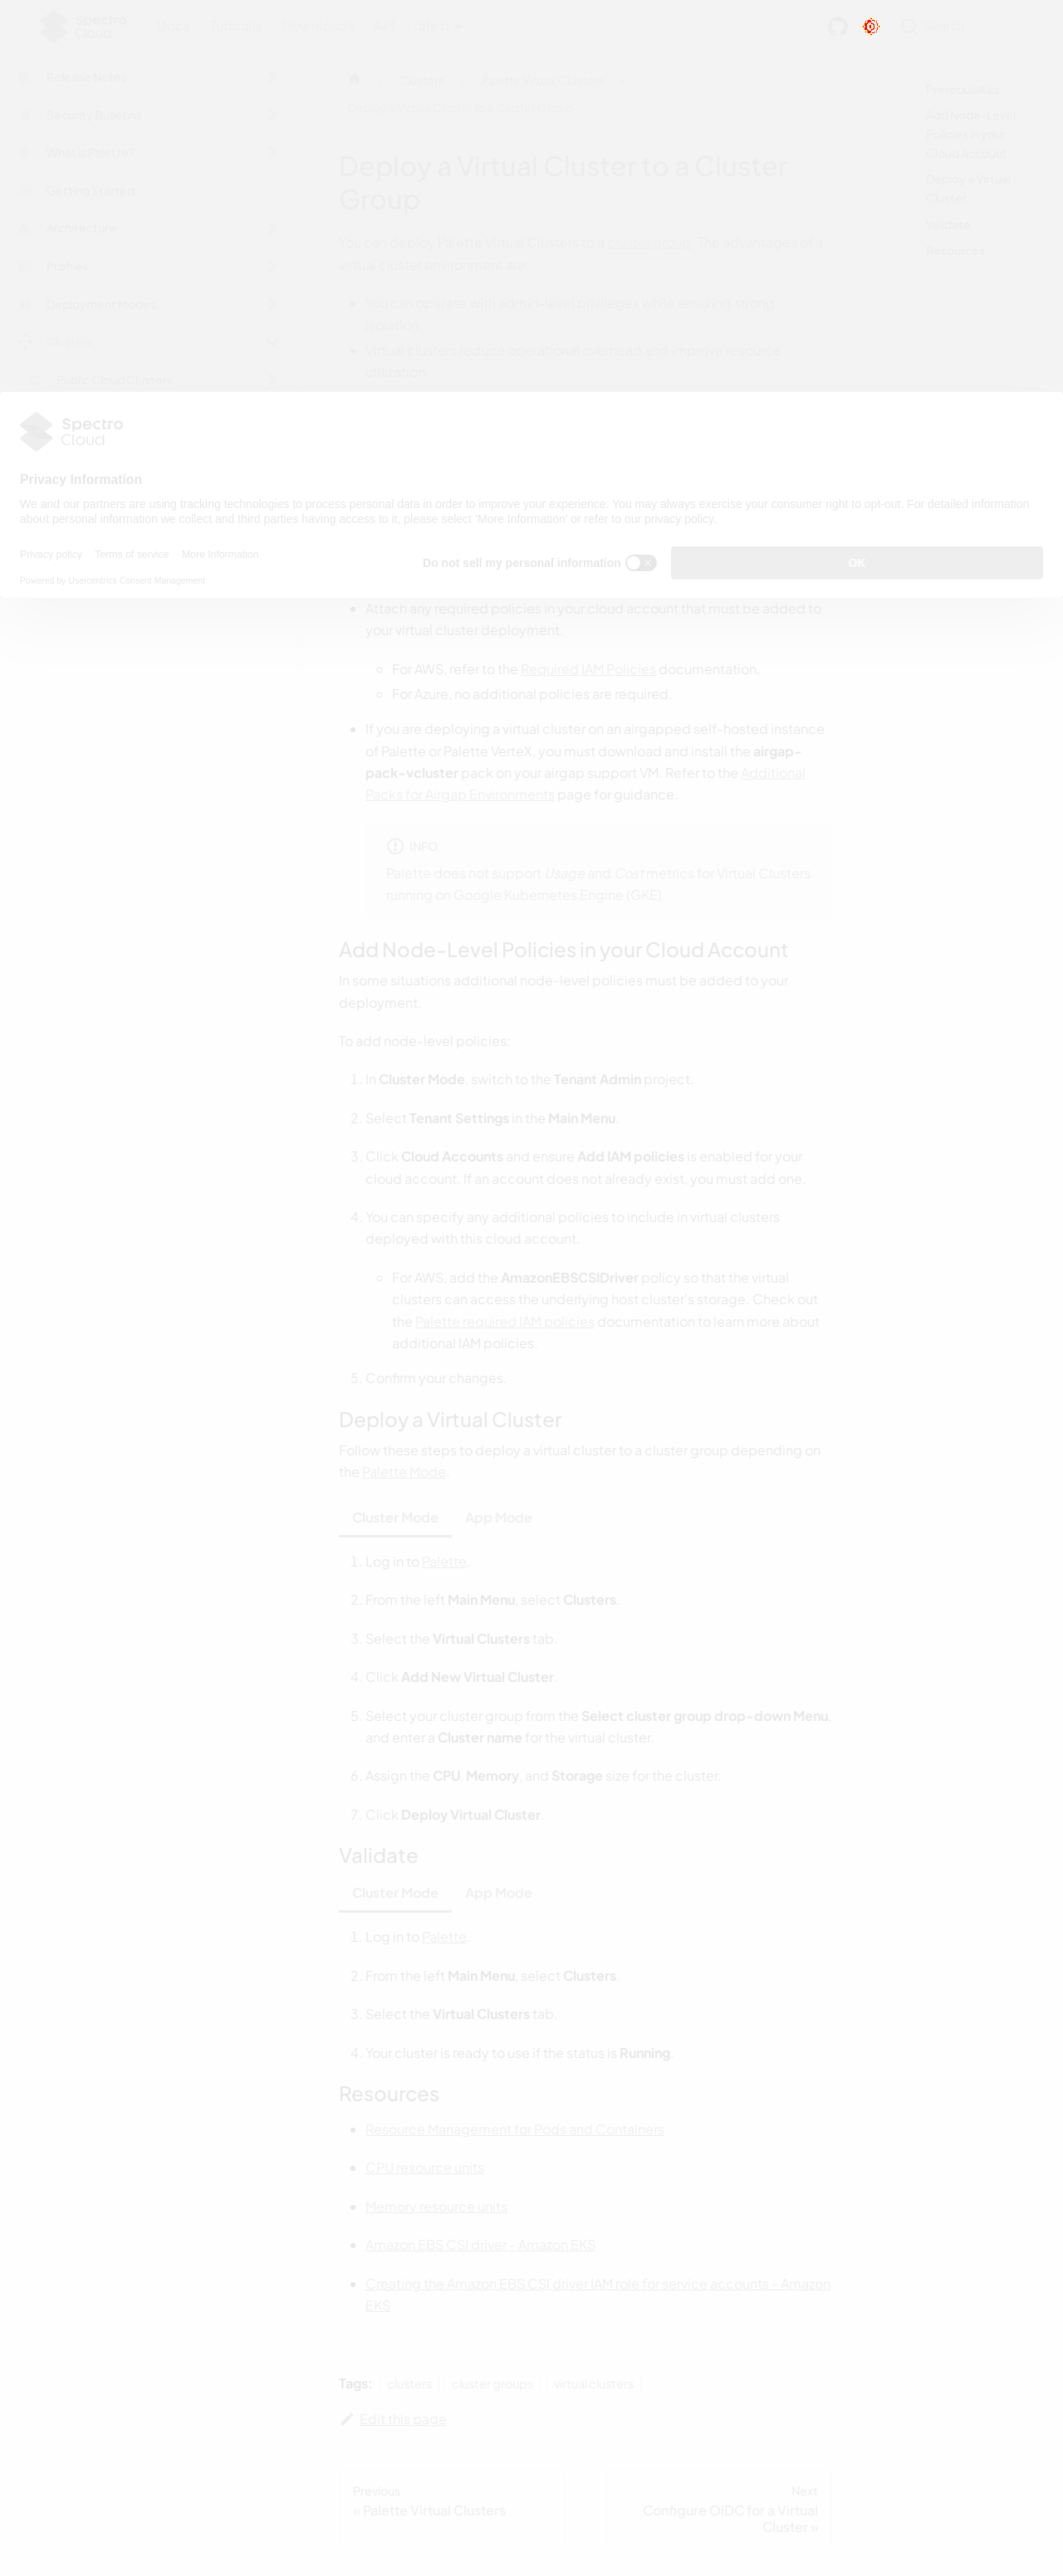 Spectro
Cloud
Docs Tutorials Downloads API latest
Search
Release Notes
Security Bulletins
What is Palette?
Getting Started
Architecture
Profiles
Deployment Modes
Clusters
Public Cloud Clusters
Clusters
Palette Virtual Clusters
Deploy a Virtual Cluster to a Cluster Group
Prerequisites
Add Node-Level
Policies in your
Cloud Account
Deploy a Virtual
Cluster
Validate
Resources
Deploy a Virtual Cluster to a Cluster
Group
You can deploy Palette Virtual Clusters to a cluster group. The advantages of a
virtual cluster environment are:
You can operate with admin-level privileges while ensuring strong
isolation.
Virtual clusters reduce operational overhead and improve resource
utilization.
Spectro
Cloud
Privacy Information
We and our partners are using tracking technologies to process personal data in order to improve your experience. You may always exercise your consumer right to opt-out. For detailed information
about personal information we collect and third parties having access to it, please select 'More Information' or refer to our privacy policy.
Privacy policy Terms of service More Information
Do not sell my personal information
OK
Powered by Usercentrics Consent Management
Attach any required policies in your cloud account that must be added to
your virtual cluster deployment.
For AWS, refer to the Required IAM Policies documentation.
For Azure, no additional policies are required.
If you are deploying a virtual cluster on an airgapped self-hosted instance
of Palette or Palette VerteX, you must download and install the airgap-
pack-vcluster pack on your airgap support VM. Refer to the Additional
Packs for Airgap Environments page for guidance.
INFO
Palette does not support Usage and Cost metrics for Virtual Clusters
running on Google Kubernetes Engine (GKE).
Add Node-Level Policies in your Cloud Account
In some situations additional node-level policies must be added to your
deployment.
To add node-level policies:
1. In Cluster Mode, switch to the Tenant Admin project.
2. Select Tenant Settings in the Main Menu.
3. Click Cloud Accounts and ensure Add IAM policies is enabled for your
cloud account. If an account does not already exist, you must add one.
4. You can specify any additional policies to include in virtual clusters
deployed with this cloud account.
For AWS, add the AmazonEBSCSIDriver policy so that the virtual
clusters can access the underlying host cluster's storage. Check out
the Palette required IAM policies documentation to learn more about
additional IAM policies.
5. Confirm your changes.
Deploy a Virtual Cluster
Follow these steps to deploy a virtual cluster to a cluster group depending on
the Palette Mode.
Cluster Mode App Mode
1. Log in to Palette.
2. From the left Main Menu, select Clusters.
3. Select the Virtual Clusters tab.
4. Click Add New Virtual Cluster.
5. Select your cluster group from the Select cluster group drop-down Menu,
and enter a Cluster name for the virtual cluster.
6. Assign the CPU, Memory, and Storage size for the cluster.
7. Click Deploy Virtual Cluster.
Validate
Cluster Mode App Mode
1. Log in to Palette.
2. From the left Main Menu, select Clusters.
3. Select the Virtual Clusters tab.
4. Your cluster is ready to use if the status is Running.
Resources
Resource Management for Pods and Containers
CPU resource units
Memory resource units
Amazon EBS CSI driver - Amazon EKS
Creating the Amazon EBS CSI driver IAM role for service accounts - Amazon
EKS
Tags: clusters cluster groups virtual clusters
Edit this page
Previous
« Palette Virtual Clusters
Next
Configure OIDC for a Virtual
Cluster »